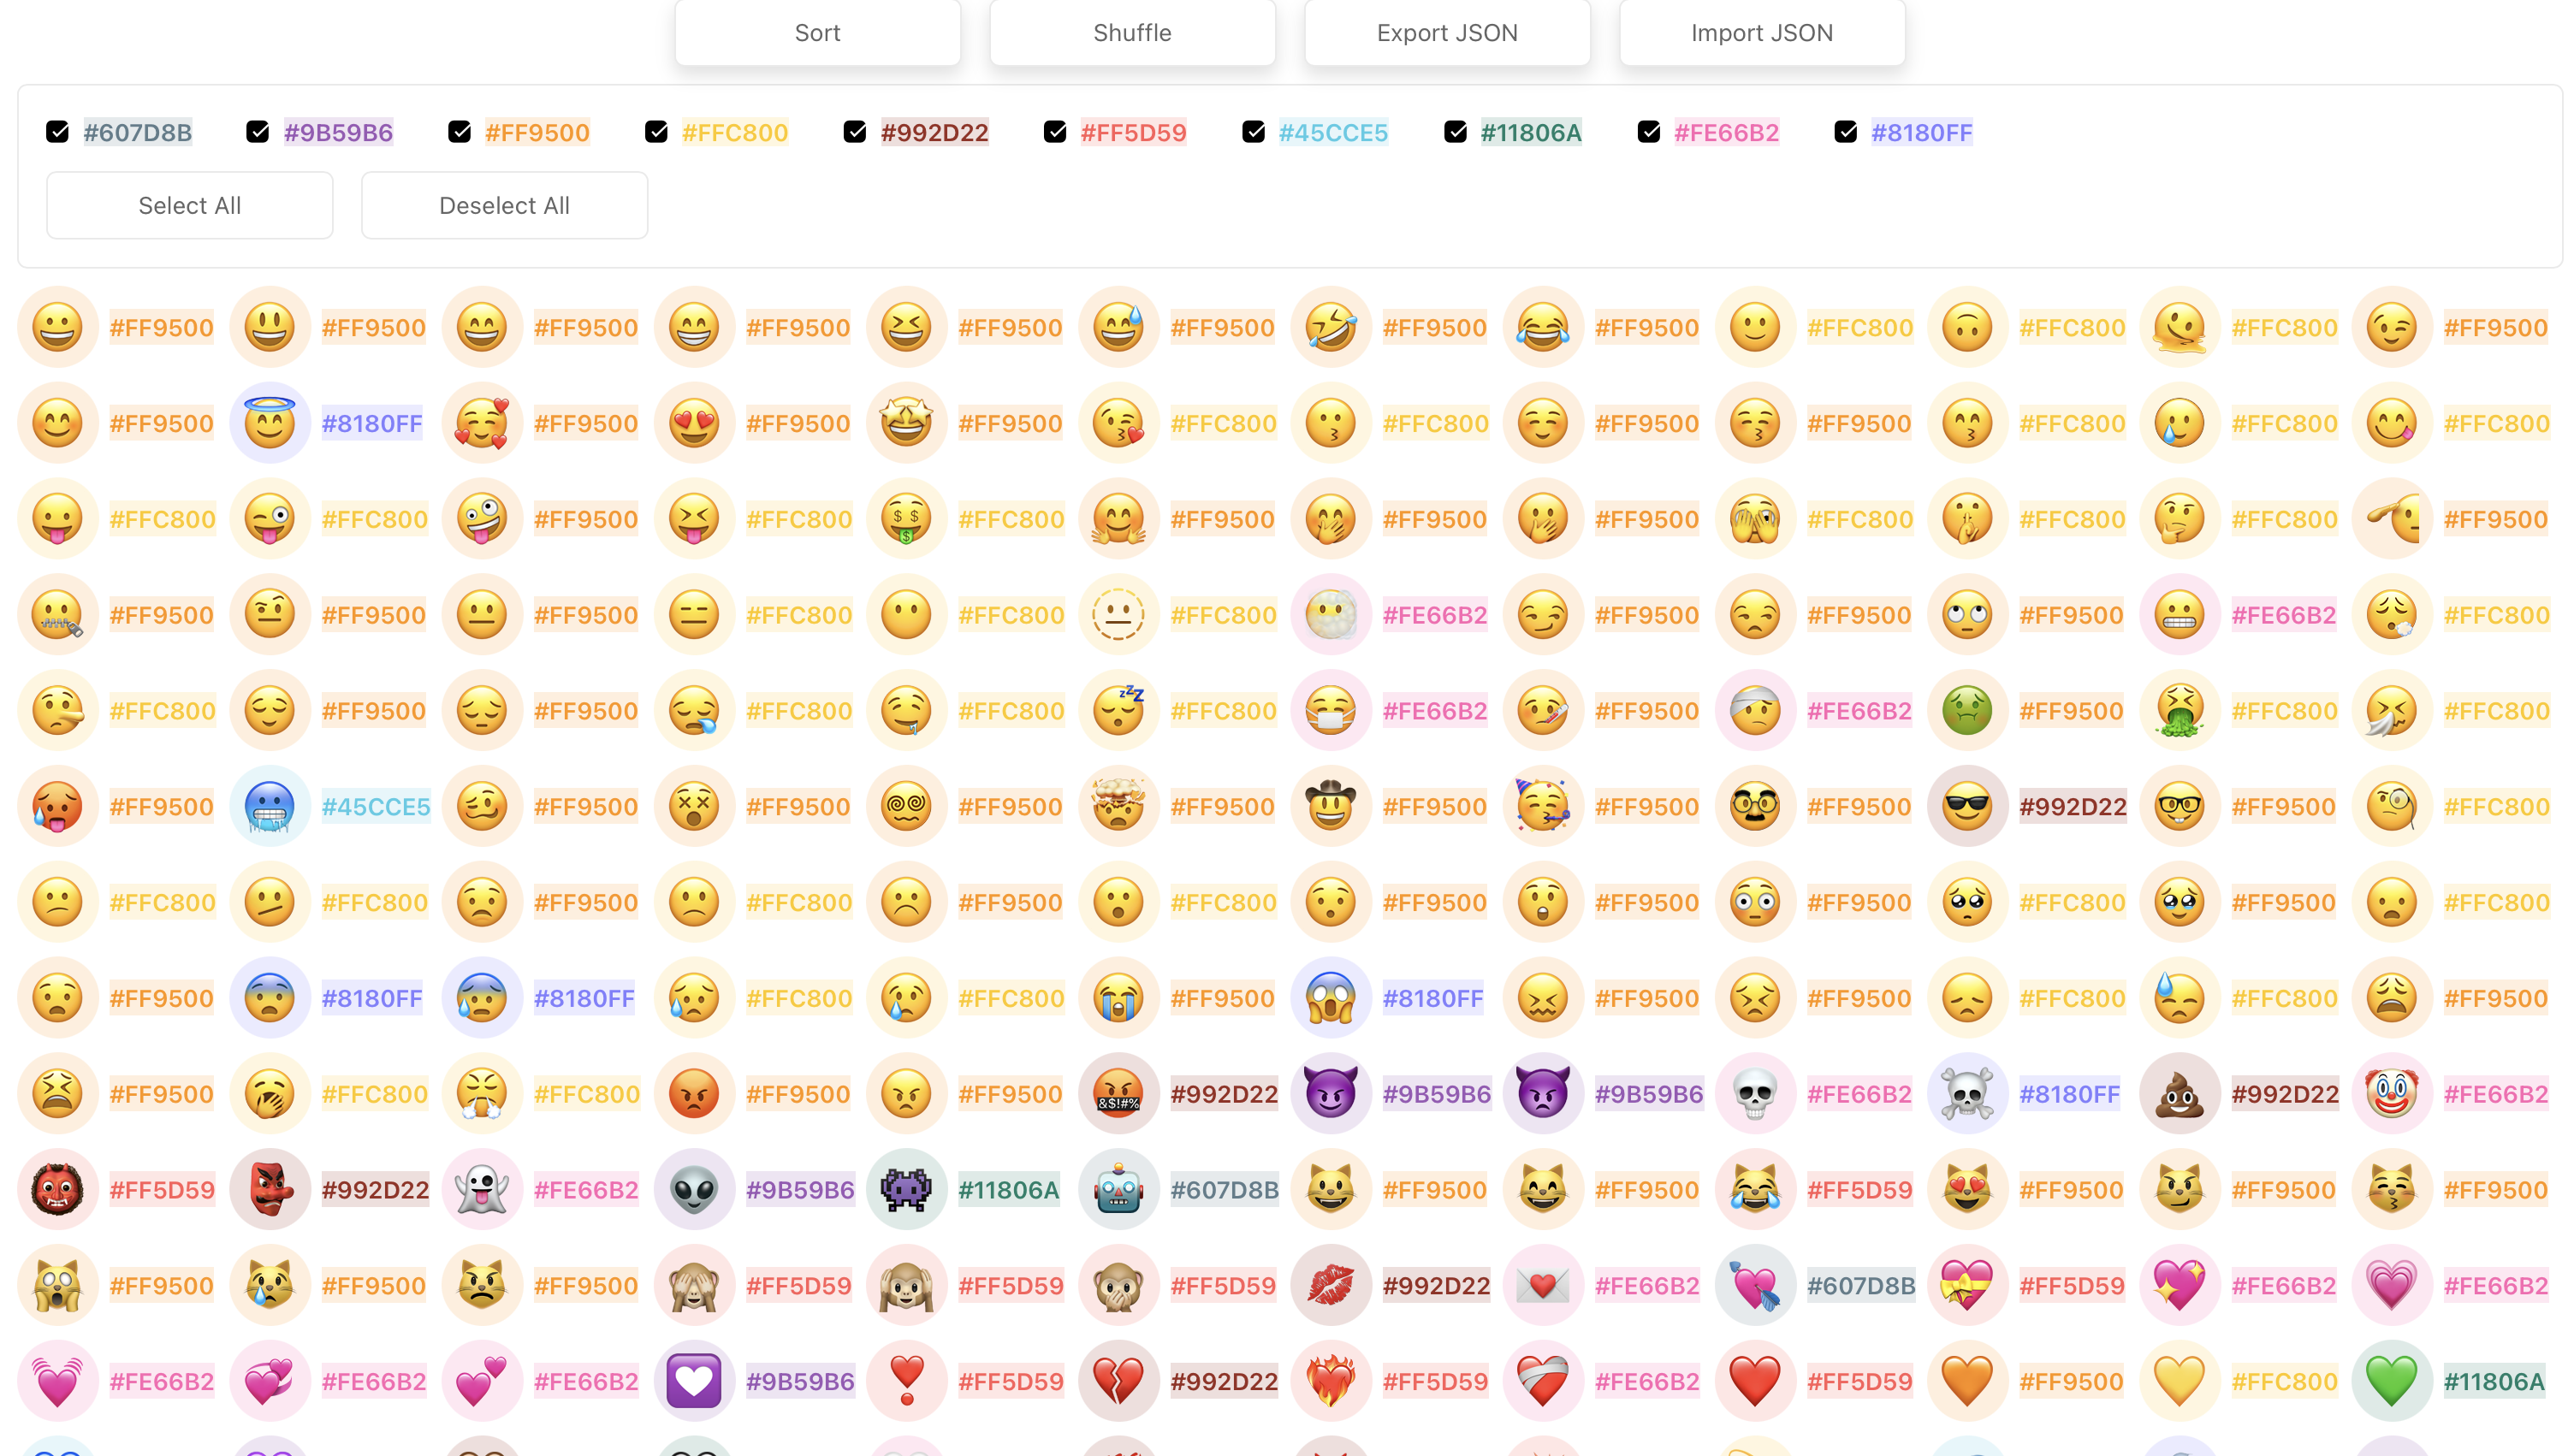 Sort Shuffle Export JSON Import JSON
#607D8B #9B59B6 #FF9500 #FFC800 #992D22 #FF5D59 #45CCE5 #11806A #FE66B2 #8180FF
Select All Deselect All
#FF9500 #FF9500 #FF9500 #FF9500 #FF9500 #FF9500 #FF9500 #FF9500 #FFC800 #FFC800 #FFC800 #FF9500
#FF9500 #8180FF #FF9500 #FF9500 #FF9500 #FFC800 #FFC800 #FF9500 #FF9500 #FFC800 #FFC800 #FFC800
#FFC800 #FFC800 #FF9500 #FFC800 #FFC800 #FF9500 #FF9500 #FF9500 #FFC800 #FFC800 #FFC800 #FF9500
#FF9500 #FF9500 #FF9500 #FFC800 #FFC800 #FFC800 #FE66B2 #FF9500 #FF9500 #FF9500 #FE66B2 #FFC800
#FFC800 #FF9500 #FF9500 #FFC800 #FFC800 zzZ #FFC800 #FE66B2 #FF9500 #FE66B2 #FF9500 #FFC800 #FFC800
#FF9500 #45CCE5 #FF9500 #FF9500 #FF9500 #FF9500 #FF9500 #FF9500 #FF9500 #992D22 #FF9500 #FFC800
#FFC800 #FFC800 #FF9500 #FFC800 #FF9500 #FFC800 #FF9500 #FF9500 #FF9500 #FFC800 #FF9500 #FFC800
#FF9500 #8180FF #8180FF #FFC800 #FFC800 #FF9500 #8180FF #FF9500 #FF9500 #FFC800 #FFC800 #FF9500
#FF9500 #FFC800 #FFC800 #FF9500 #FF9500 &$!#% #992D22 #9B59B6 #9B59B6 #FE66B2 #8180FF #992D22 #FE66B2
#FF5D59 #992D22 #FE66B2 #9B59B6 #11806A #607D8B #FF9500 #FF9500 #FF5D59 #FF9500 #FF9500 #FF9500
#FF9500 #FF9500 #FF9500 #FF5D59 #FF5D59 #FF5D59 #992D22 #FE66B2 #607D8B #FF5D59 #FE66B2 #FE66B2
#FE66B2 #FE66B2 #FE66B2 #9B59B6 #FF5D59 #992D22 #FF5D59 #FE66B2 #FF5D59 #FF9500 #FFC800 #11806A